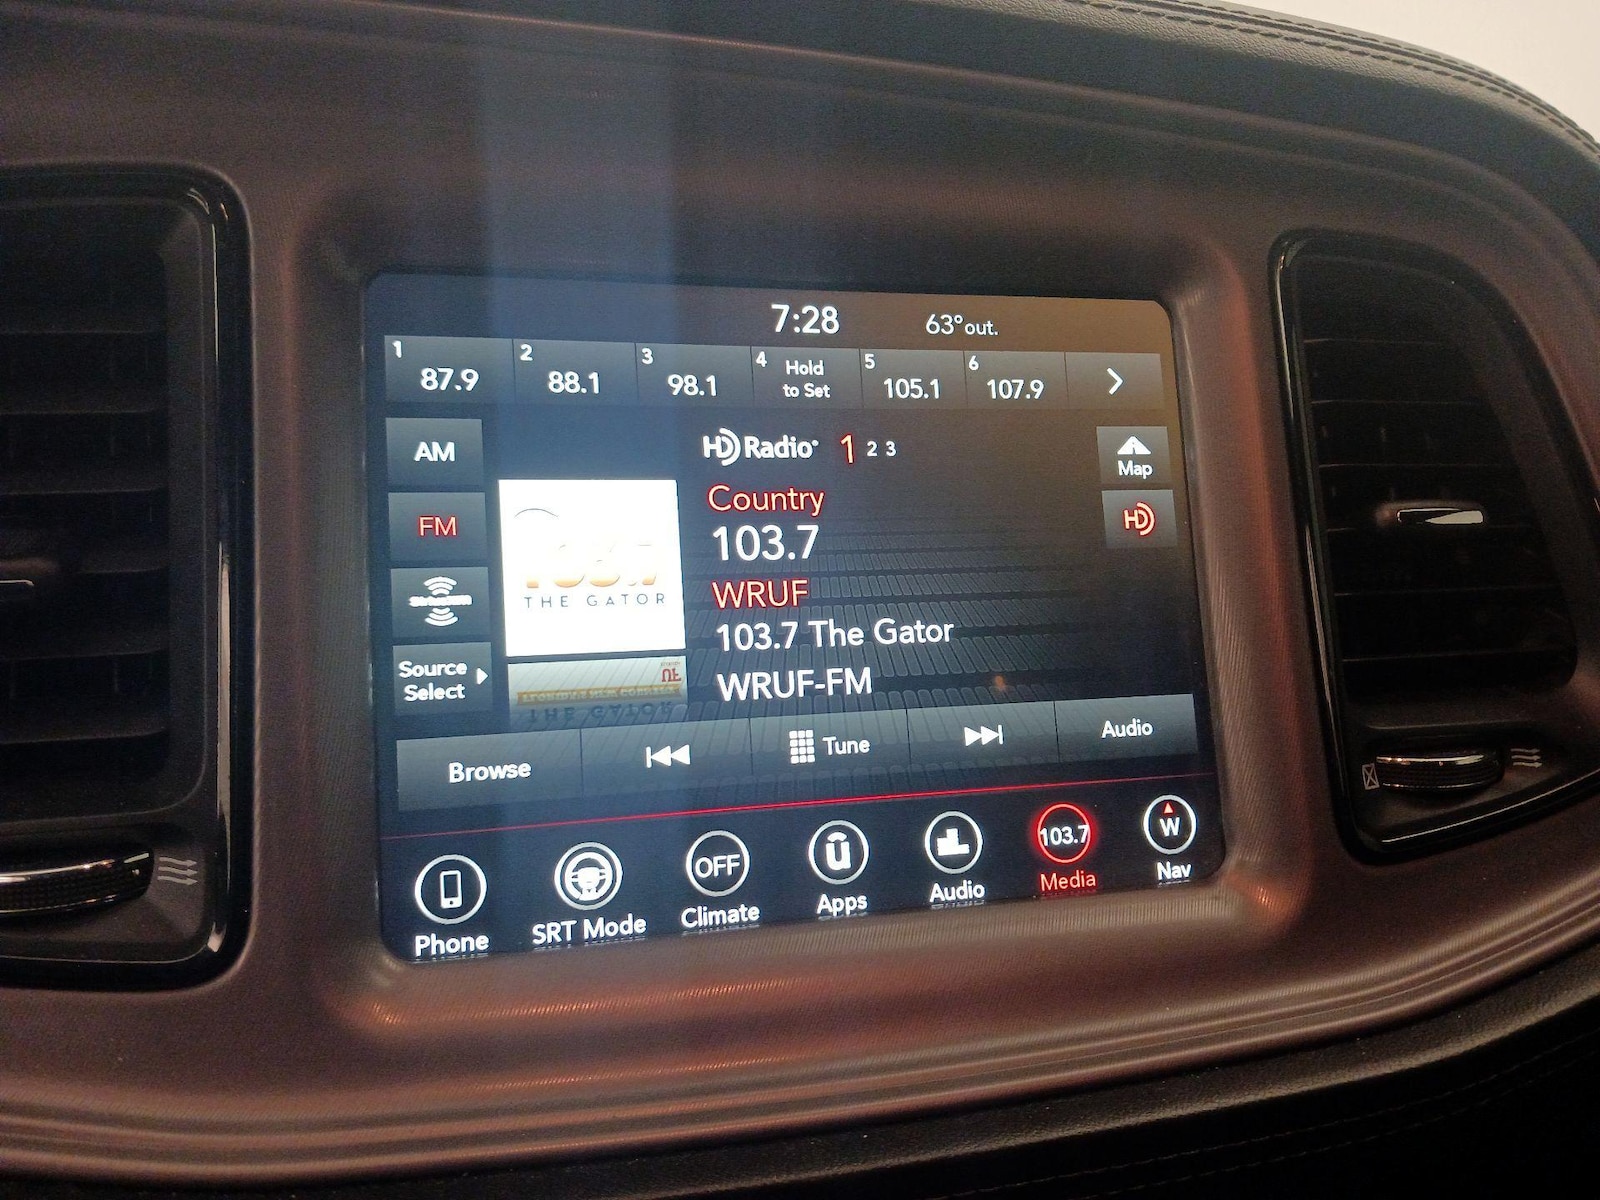 7:28 63° out.
1 87.9 2 88.1 3 98.1 4 Hold to Set 5 105.1 6 107.9
AM
HD Radio 1 2 3
Map
FM
Country
HD
103.7
103.7
THE GATOR
WRUF
103.7 The Gator
Source
Select
WRUF-FM
Browse
Tune
Audio
OFF
103.7
W
Phone
SRT Mode
Climate
Apps
Audio
Media
Nav